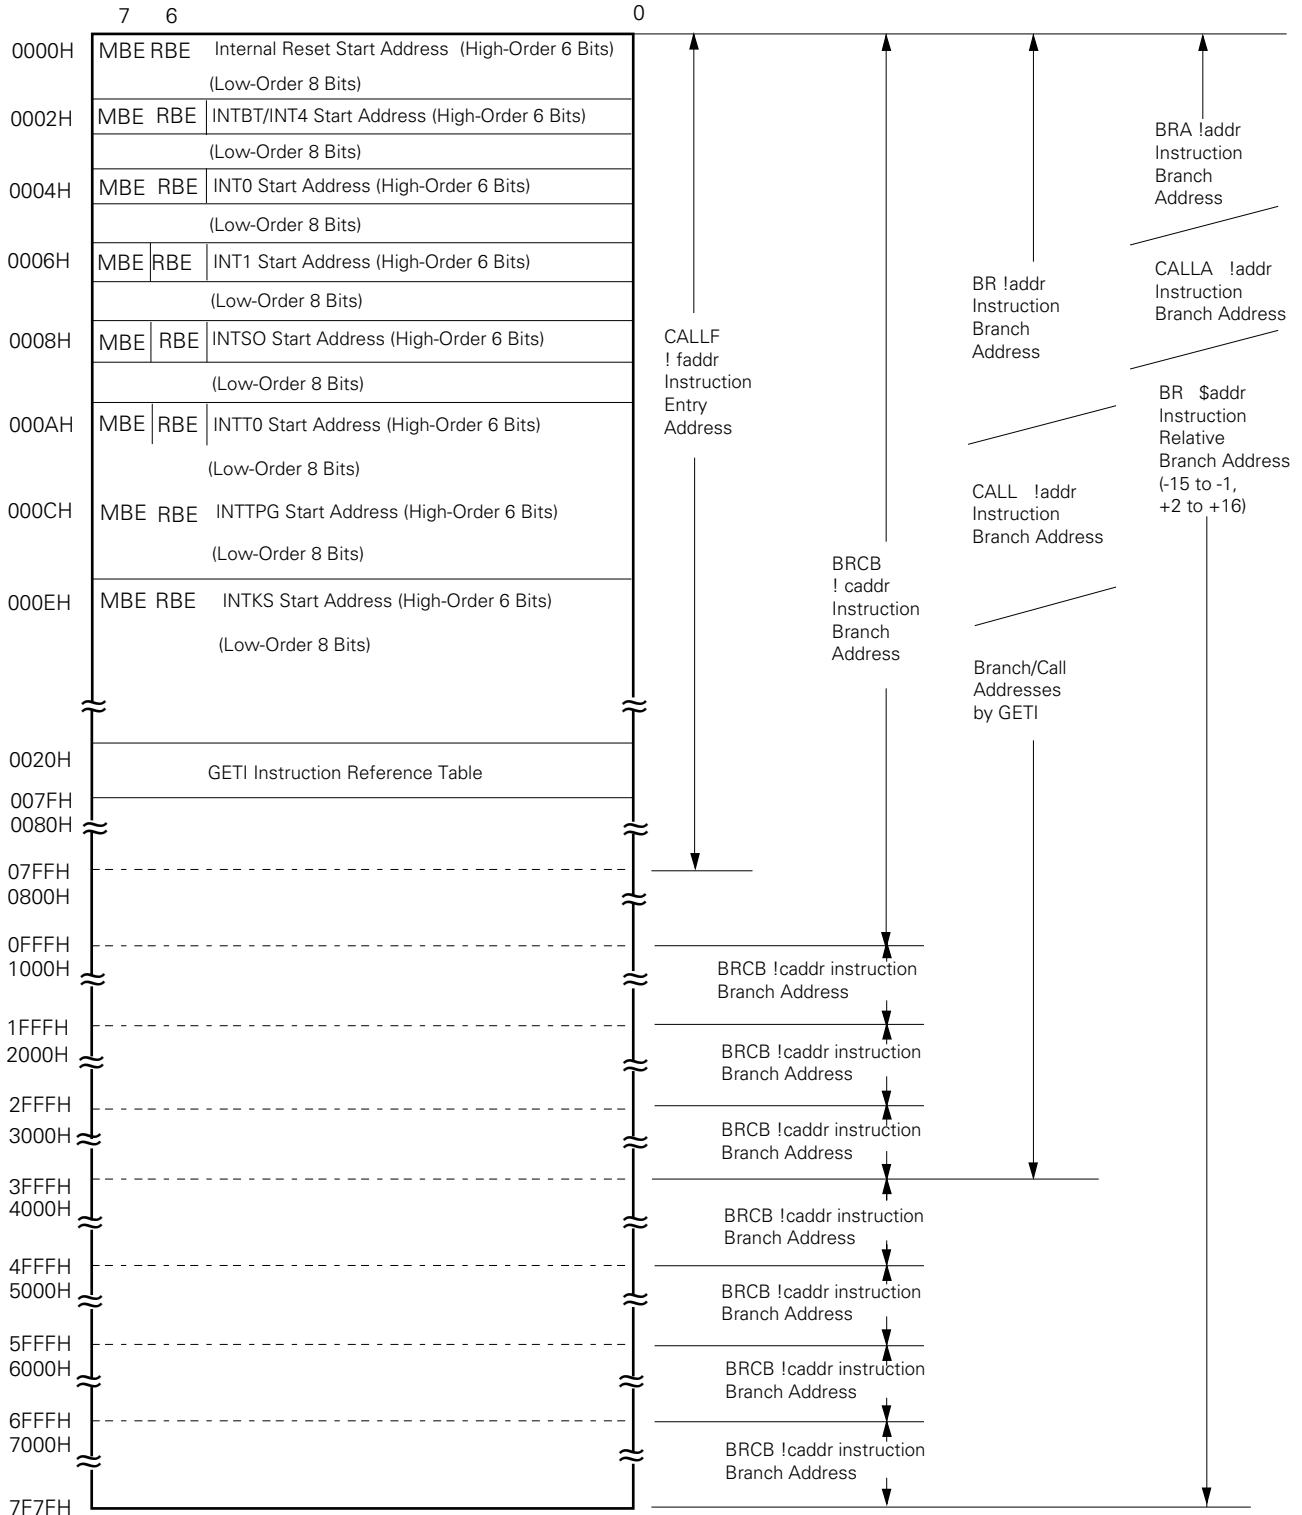 7 6 0
0000H MBE RBE Internal Reset Start Address (High-Order 6 Bits)
(Low-Order 8 Bits)
0002H MBE RBE INTBT/INT4 Start Address (High-Order 6 Bits)
(Low-Order 8 Bits)
0004H MBE RBE INT0 Start Address (High-Order 6 Bits)
(Low-Order 8 Bits)
0006H MBE RBE INT1 Start Address (High-Order 6 Bits)
(Low-Order 8 Bits)
0008H MBE RBE INTSO Start Address (High-Order 6 Bits)
(Low-Order 8 Bits)
000AH MBE RBE INTT0 Start Address (High-Order 6 Bits)
(Low-Order 8 Bits)
000CH MBE RBE INTTPG Start Address (High-Order 6 Bits)
(Low-Order 8 Bits)
000EH MBE RBE INTKS Start Address (High-Order 6 Bits)
(Low-Order 8 Bits)
0020H
GETI Instruction Reference Table
007FH
0080H
07FFH
0800H
0FFFH
1000H
1FFFH
2000H
2FFFH
3000H
3FFFH
4000H
4FFFH
5000H
5FFFH
6000H
6FFFH
7000H
7F7FH
CALLF
! faddr
Instruction
Entry
Address
BRCB
! caddr
Instruction
Branch
Address
BRCB !caddr instruction
Branch Address
BRCB !caddr instruction
Branch Address
BRCB !caddr instruction
Branch Address
BRCB !caddr instruction
Branch Address
BRCB !caddr instruction
Branch Address
BRCB !caddr instruction
Branch Address
BRCB !caddr instruction
Branch Address
BR !addr
Instruction
Branch
Address
CALL !addr
Instruction
Branch Address
Branch/Call
Addresses
by GETI
BRA !addr
Instruction
Branch
Address
CALLA !addr
Instruction
Branch Address
BR $addr
Instruction
Relative
Branch Address
(-15 to -1,
+2 to +16)